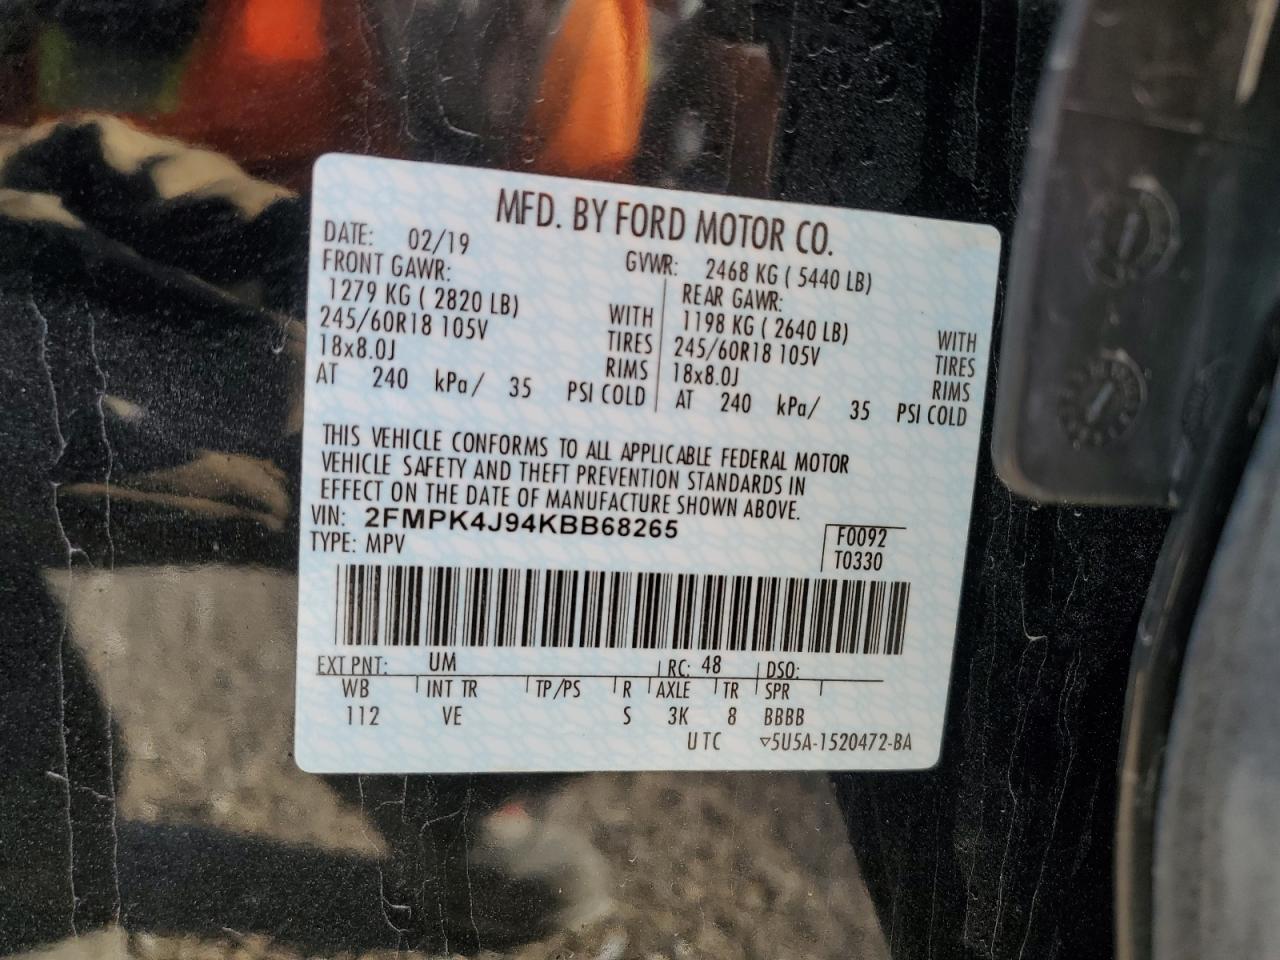 MFD. BY FORD MOTOR CO.
DATE: 02/19 GVWR: 2468 KG ( 5440 LB)
FRONT GAWR: REAR GAWR:
1279 KG ( 2820 LB) WITH 1198 KG ( 2640 LB) WITH
245/60R18 105V TIRES 245/60R18 105V TIRES
18x8.0J RIMS 18x8.0J RIMS
AT 240 kPa/ 35 PSI COLD AT 240 kPa/ 35 PSI COLD
THIS VEHICLE CONFORMS TO ALL APPLICABLE FEDERAL MOTOR
VEHICLE SAFETY AND THEFT PREVENTION STANDARDS IN
EFFECT ON THE DATE OF MANUFACTURE SHOWN ABOVE.
VIN: 2FMPK4J94KBB68265 F0092
TYPE: MPV T0330
EXT PNT: UM RC: 48 DSO:
WB INT TR TP/PS R AXLE TR SPR
112 VE S 3K 8 BBBB
UTC ▽5U5A-1520472-BA